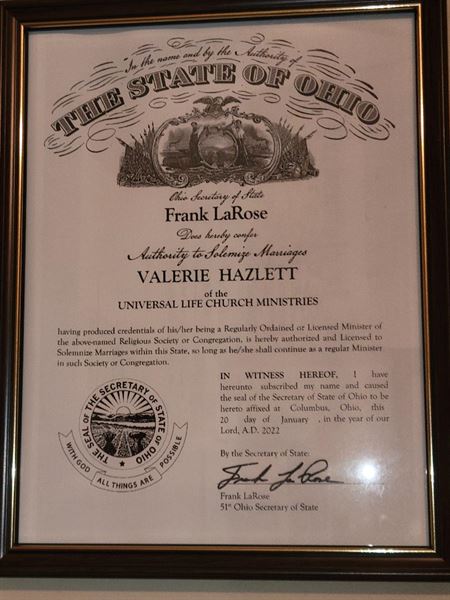 In the name and by the Authority of
THE STATE OF OHIO
Ohio Secretary of State
Frank LaRose
Does hereby confer
Authority to Solemize Marriages
VALERIE HAZLETT
of the
UNIVERSAL LIFE CHURCH MINISTRIES
having produced credentials of his/her being a Regularly Ordained or Licensed Minister of
the above-named Religious Society or Congregation, is hereby authorized and Licensed to
Solemnize Marriages within this State, so long as he/she shall continue as a regular Minister
in such Society or Congregation.
IN WITNESS HEREOF, I have
hereunto subscribed my name and caused
the seal of the Secretary of State of Ohio to be
hereto affixed at Columbus, Ohio, this
20 day of January , in the year of our
Lord, A.D. 2022
THE SEAL OF THE SECRETARY OF STATE OF OHIO
WITH GOD ALL THINGS ARE POSSIBLE
By the Secretary of State:
Frank LaRose
Frank LaRose
51st Ohio Secretary of State